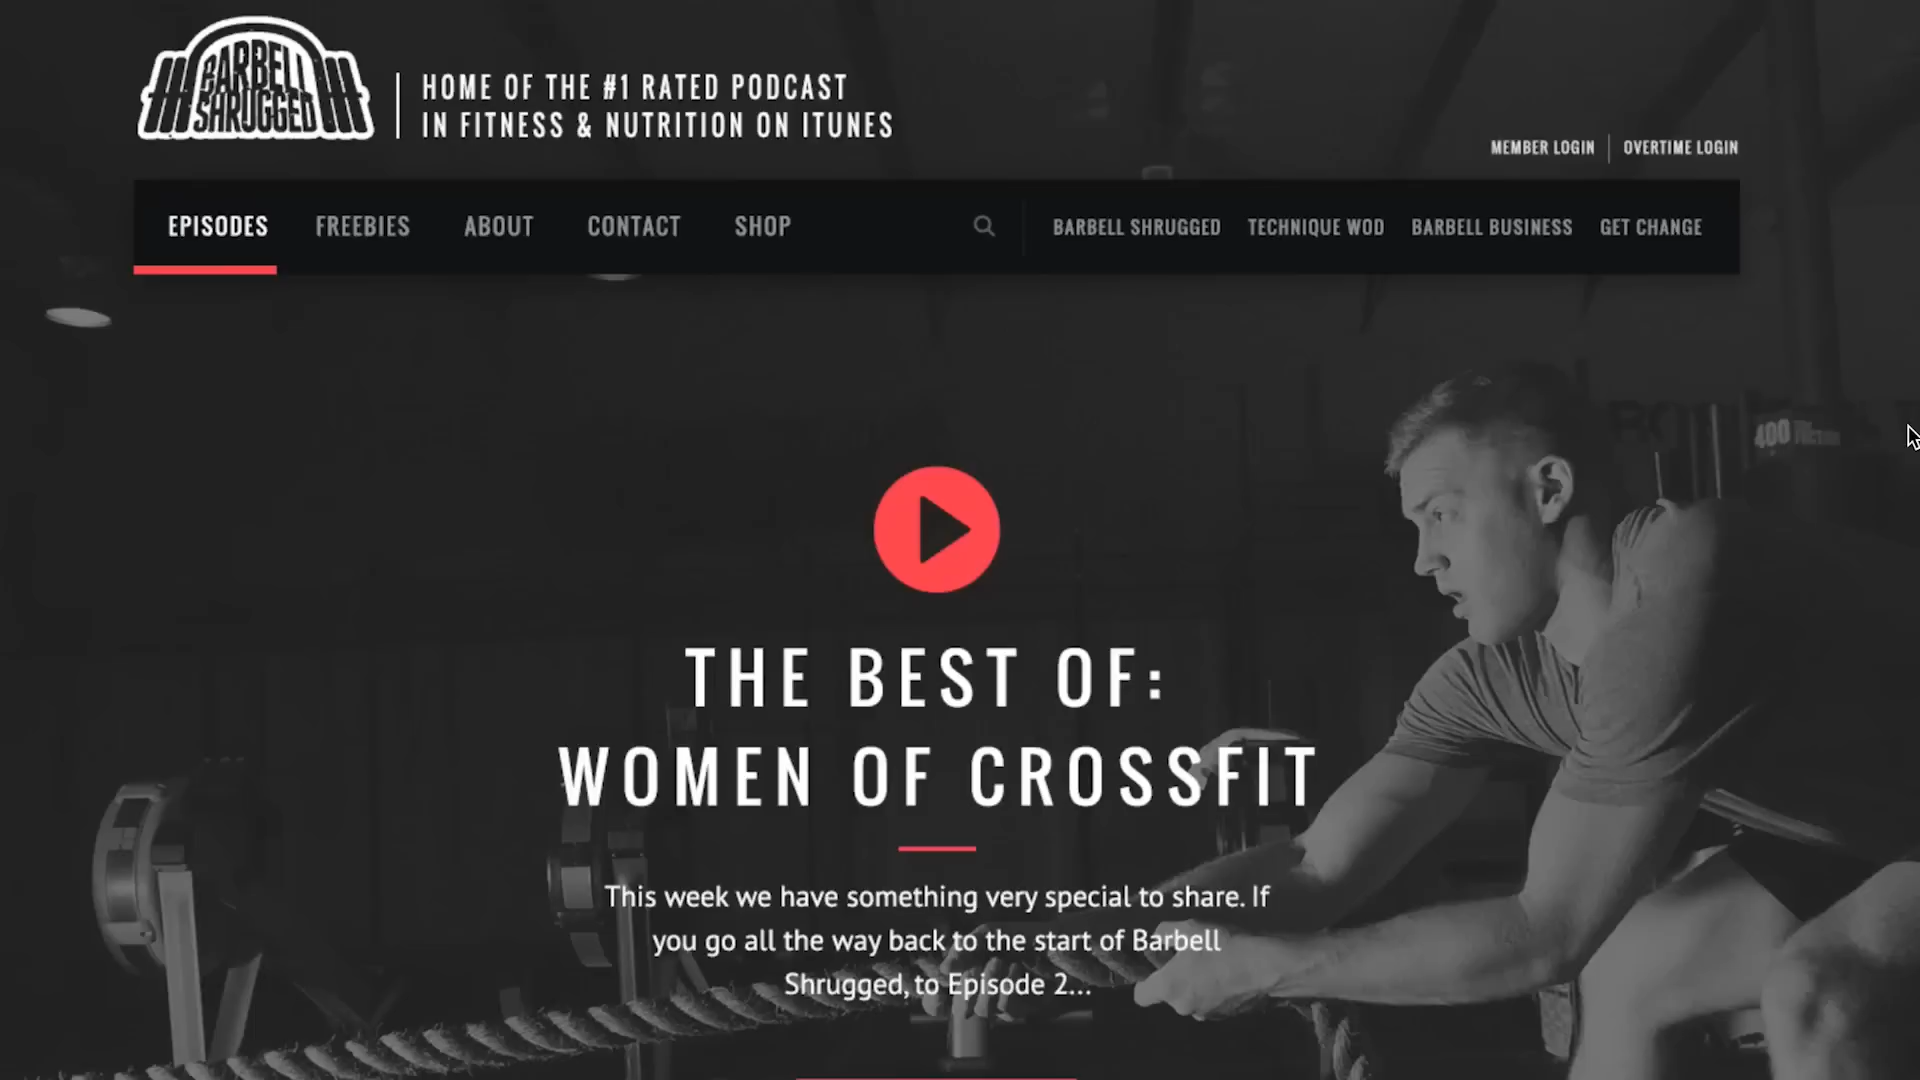 BARBELL
SHRUGGED
HOME OF THE #1 RATED PODCAST
IN FITNESS & NUTRITION ON ITUNES
MEMBER LOGIN
OVERTIME LOGIN
EPISODES FREEBIES ABOUT CONTACT SHOP
BARBELL SHRUGGED TECHNIQUE WOD BARBELL BUSINESS GET CHANGE
400
THE BEST OF:
WOMEN OF CROSSFIT
This week we have something very special to share. If
you go all the way back to the start of Barbell
Shrugged, to Episode 2...